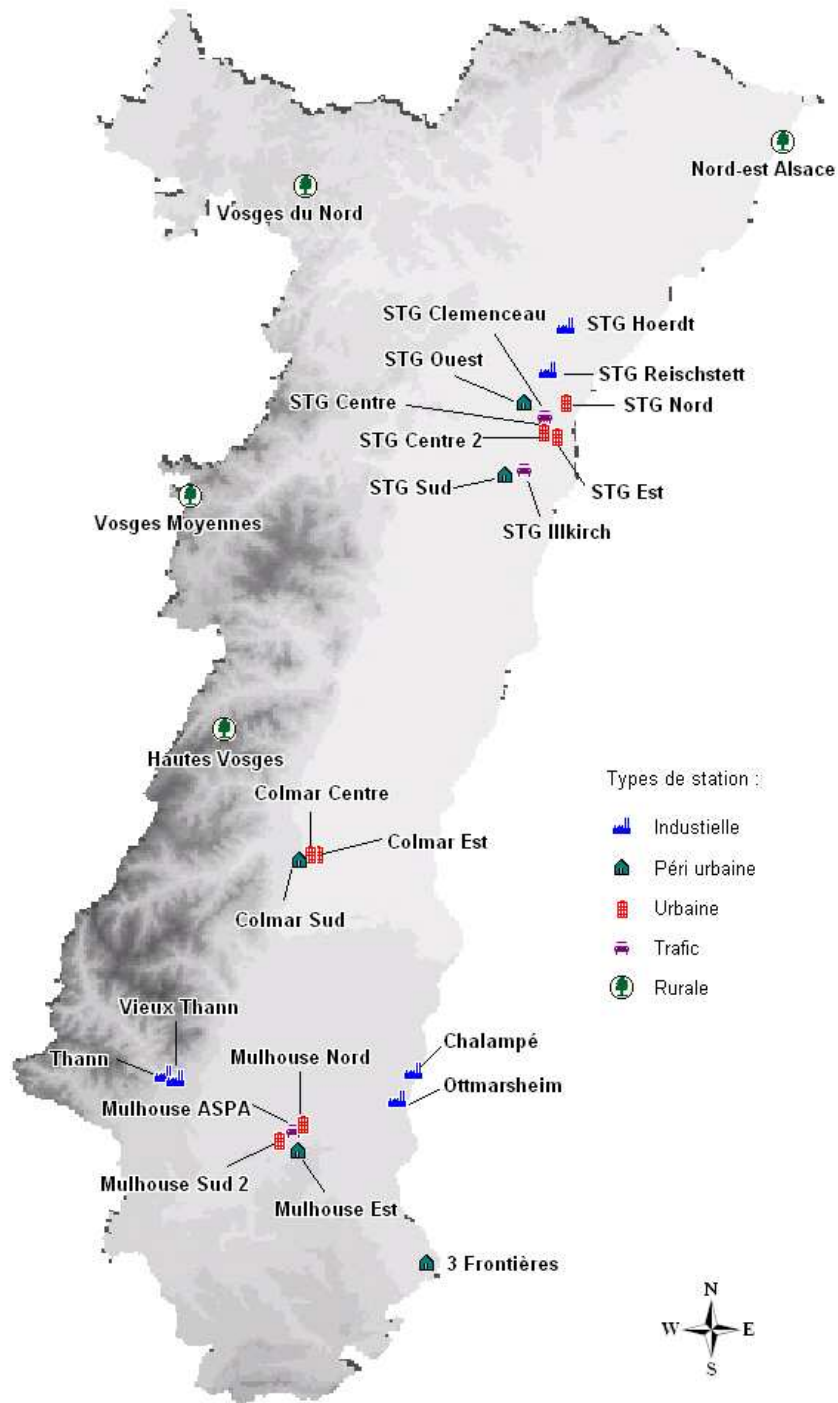 Nord-est Alsace
Vosges du Nord
STG Clemenceau
STG Hoerdt
STG Ouest
STG Reischstett
STG Centre
STG Nord
STG Centre 2
STG Sud
STG Est
Vosges Moyennes
STG Illkirch
Hautes Vosges
Types de station :
Colmar Centre
Industielle
Colmar Est
Péri urbaine
Colmar Sud
Urbaine
Trafic
Rurale
Vieux Thann
Chalampé
Thann
Mulhouse Nord
Ottmarsheim
Mulhouse ASPA
Mulhouse Sud 2
Mulhouse Est
3 Frontières
N
W
E
S